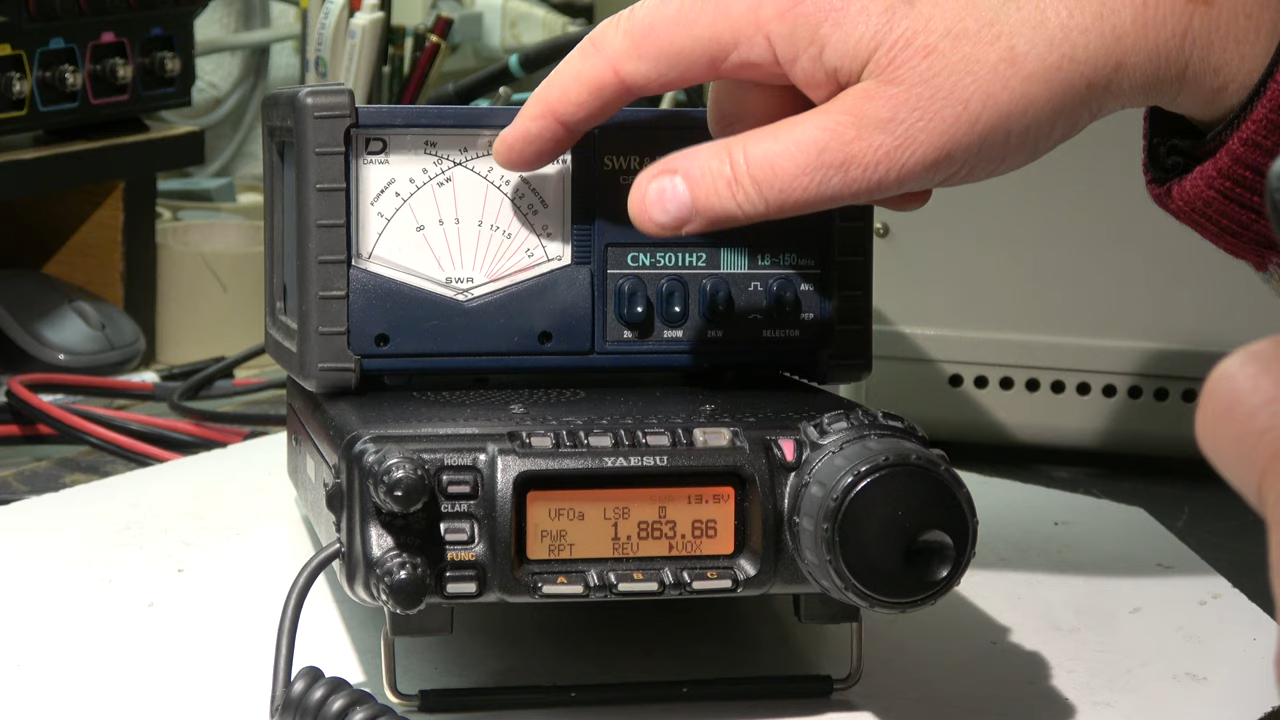 D
DAIWA
4W 14
8 10
FORWARD 2 4 6
1KW
2 1.6 1.2 0.8 0.4
REFLECTED
2KW
∞ 5 3 2 1.7 1.5 1.2
SWR
SWR &
CN-501H2 1.8~150MHz
AVG
PEP
20W 200W 2KW SELECTOR
YAESU
HOME
CLAR
FUNC
13.5V
VFOa LSB
PWR 1.863.66
RPT REV ▶VOX
A B C